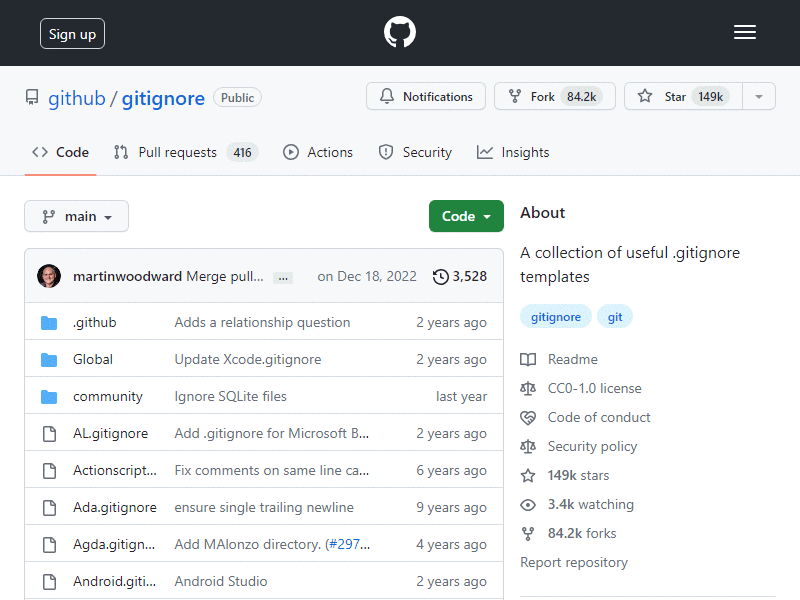 Sign up
github / gitignore Public
Notifications Fork 84.2k Star 149k
Code Pull requests 416 Actions Security Insights
main Code
martinwoodward Merge pull... ... on Dec 18, 2022 3,528
.github Adds a relationship question 2 years ago
Global Update Xcode.gitignore 2 years ago
community Ignore SQLite files last year
AL.gitignore Add .gitignore for Microsoft B... 2 years ago
Actionscript... Fix comments on same line ca... 6 years ago
Ada.gitignore ensure single trailing newline 9 years ago
Agda.gitign... Add MAlonzo directory. (#297... 4 years ago
Android.giti... Android Studio 2 years ago
About
A collection of useful .gitignore
templates
gitignore git
Readme
CC0-1.0 license
Code of conduct
Security policy
149k stars
3.4k watching
84.2k forks
Report repository